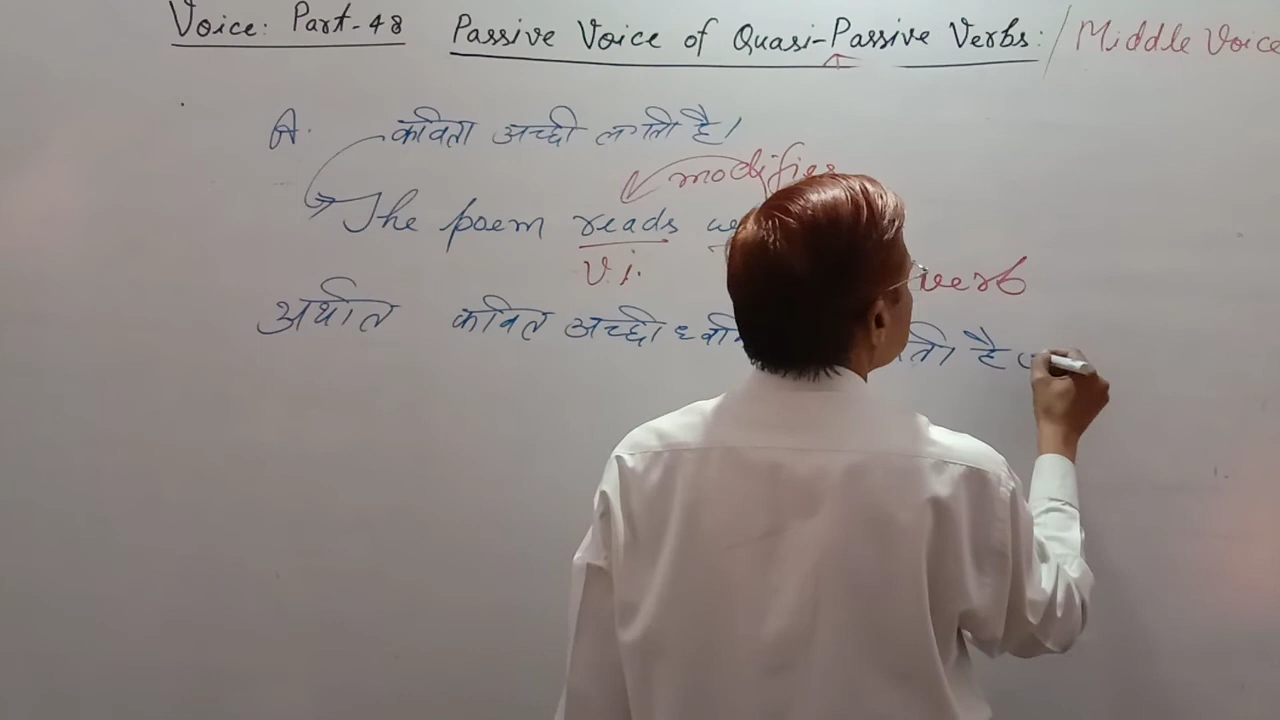 Voice: Part-48 Passive Voice of Quasi-Passive Verbs: / Middle Voice
A. कविता अच्छी लगती है।
modifies
The poem reads
v.i. verb
अर्थात कविता अच्छी है